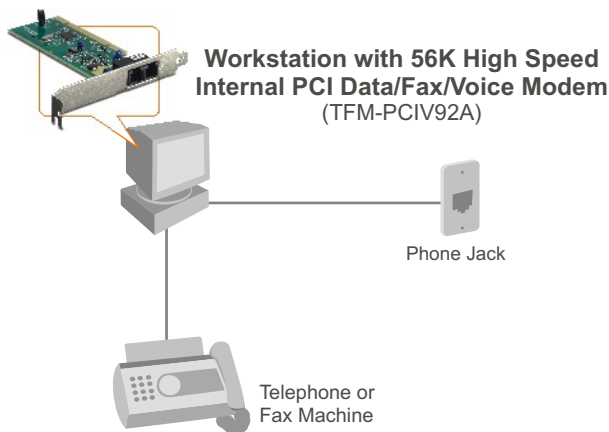 Workstation with 56K High Speed
Internal PCI Data/Fax/Voice Modem
(TFM-PCIV92A)
Phone Jack
Telephone or
Fax Machine